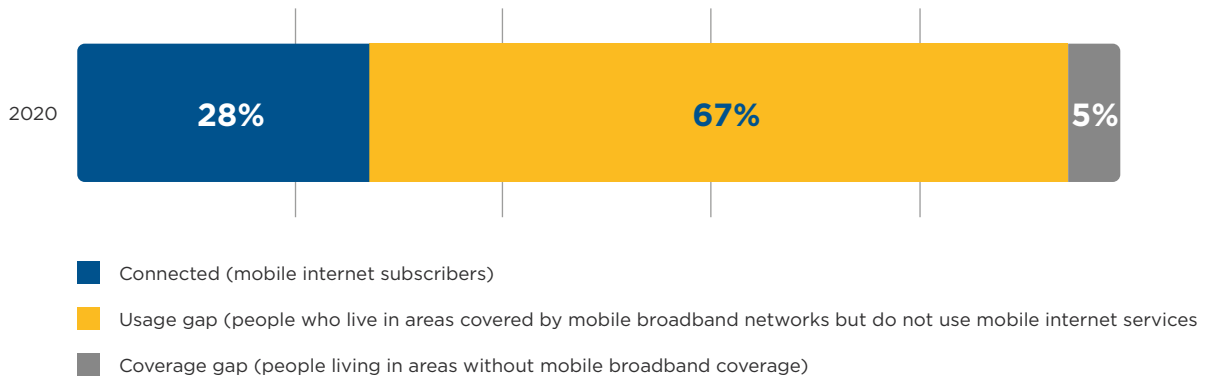 2020
28%
67%
5%
Connected (mobile internet subscribers)
Usage gap (people who live in areas covered by mobile broadband networks but do not use mobile internet services
Coverage gap (people living in areas without mobile broadband coverage)